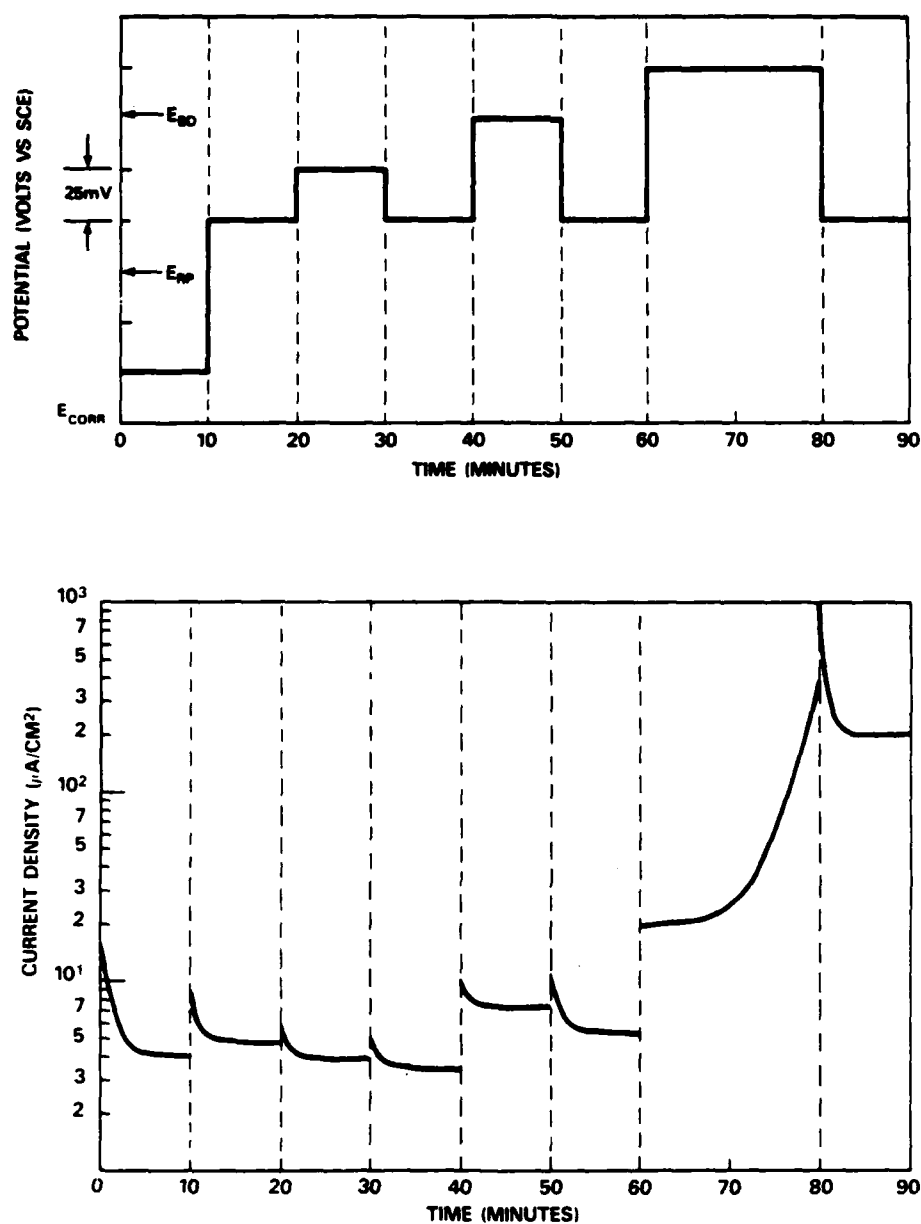 POTENTIAL (VOLTS VS SCE)
E_BD
25mV
E_RP
E_CORR
0 10 20 30 40 50 60 70 80 90
TIME (MINUTES)
CURRENT DENSITY (μA/CM²)
10³
7
5
3
2
10²
7
5
3
2
10¹
7
5
3
2
0 10 20 30 40 50 60 70 80 90
TIME (MINUTES)